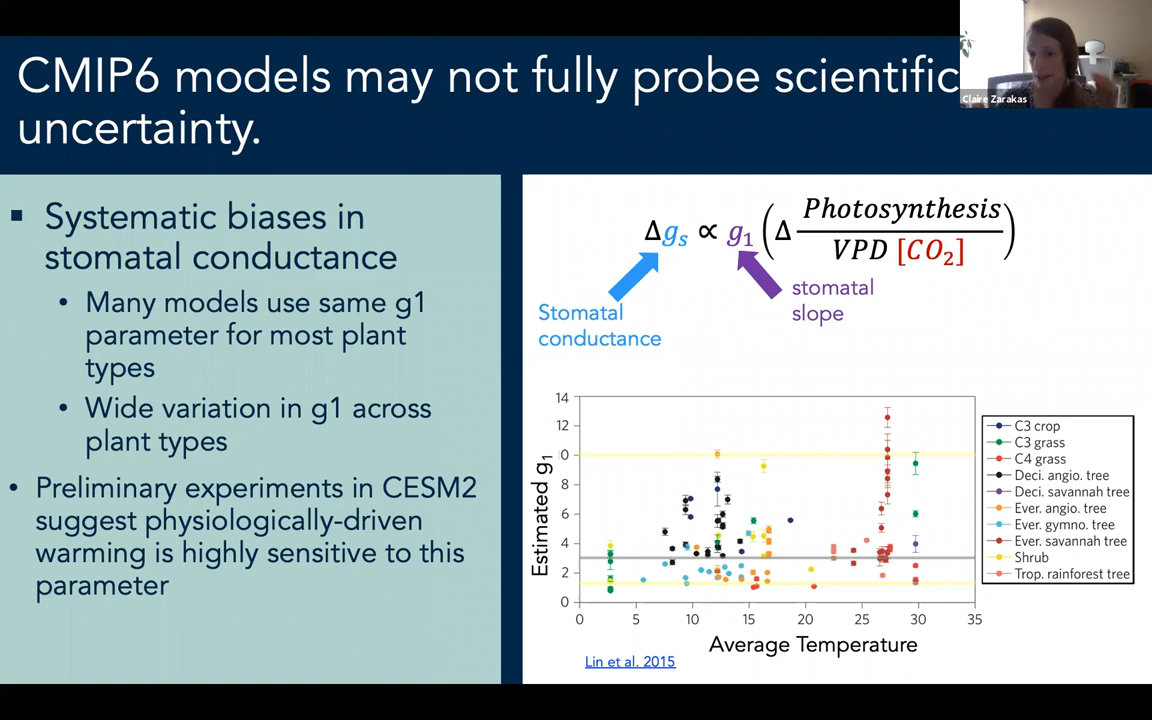 CMIP6 models may not fully probe scientific
uncertainty.
Claire Zarakas
▪ Systematic biases in
stomatal conductance
• Many models use same g1
parameter for most plant
types
• Wide variation in g1 across
plant types
• Preliminary experiments in CESM2
suggest physiologically-driven
warming is highly sensitive to this
parameter
Δgₛ ∝ g₁ (Δ Photosynthesis / VPD [CO₂])
Stomatal
conductance
stomatal
slope
Estimated g₁
14
12
10
8
6
4
2
0
0 5 10 15 20 25 30 35
Average Temperature
C3 crop
C3 grass
C4 grass
Deci. angio. tree
Deci. savannah tree
Ever. angio. tree
Ever. gymno. tree
Ever. savannah tree
Shrub
Trop. rainforest tree
Lin et al. 2015